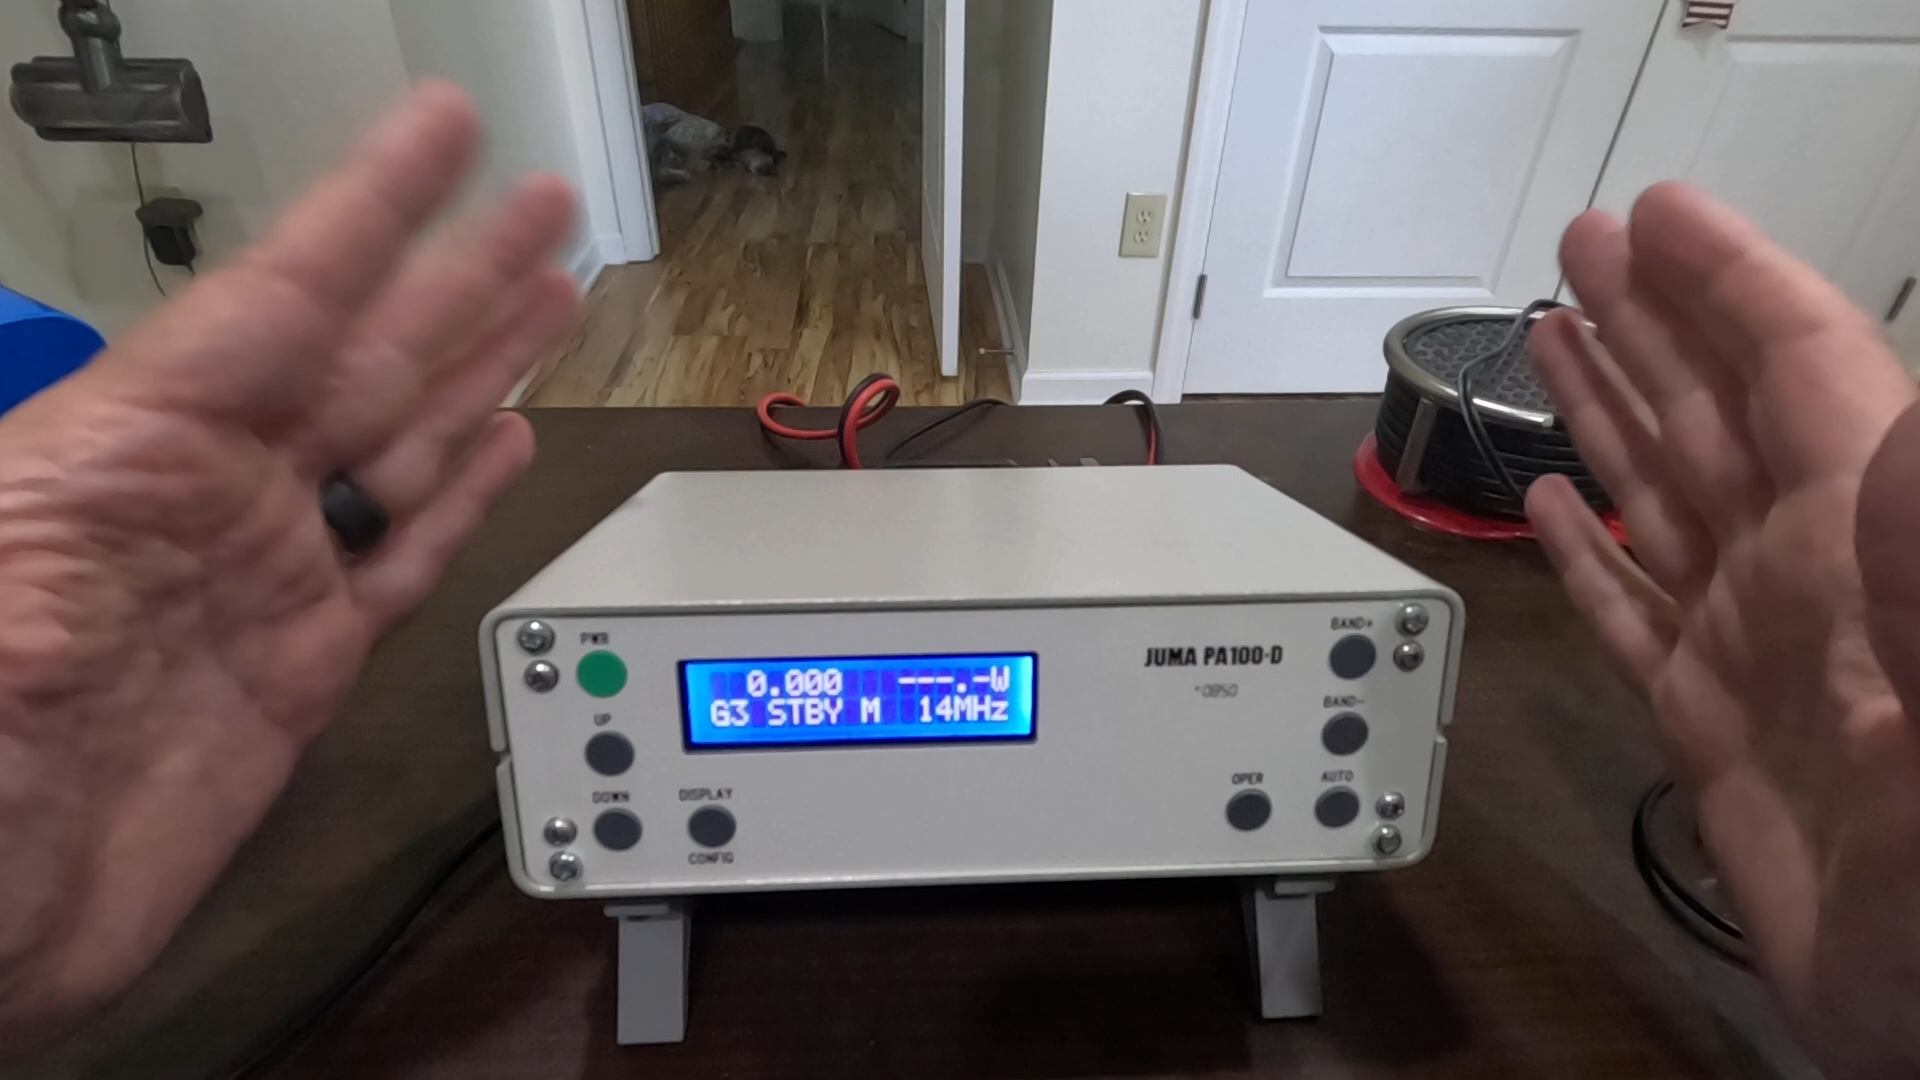 PWR
0.000 ---.-W
G3 STBY M 14MHz
UP
DOWN
DISPLAY
CONFIG
JUMA PA100-D
BAND+
BAND-
OPER
AUTO